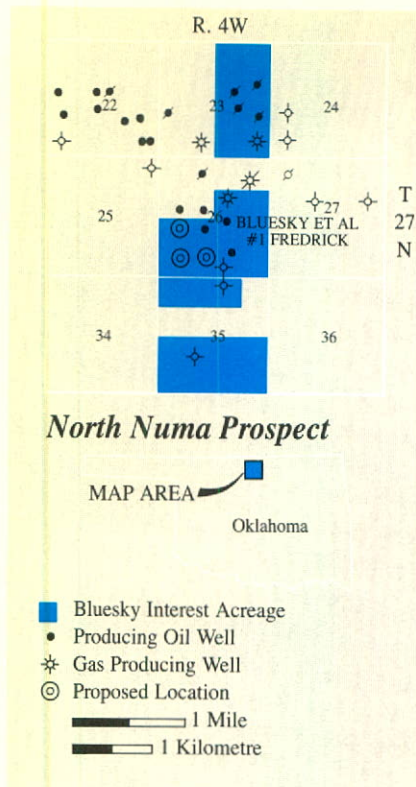 R. 4W
22 23 24
T
25 26 27 27
BLUESKY ET AL
#1 FREDRICK N
34 35 36
North Numa Prospect
MAP AREA
Oklahoma
Bluesky Interest Acreage
Producing Oil Well
Gas Producing Well
Proposed Location
1 Mile
1 Kilometre